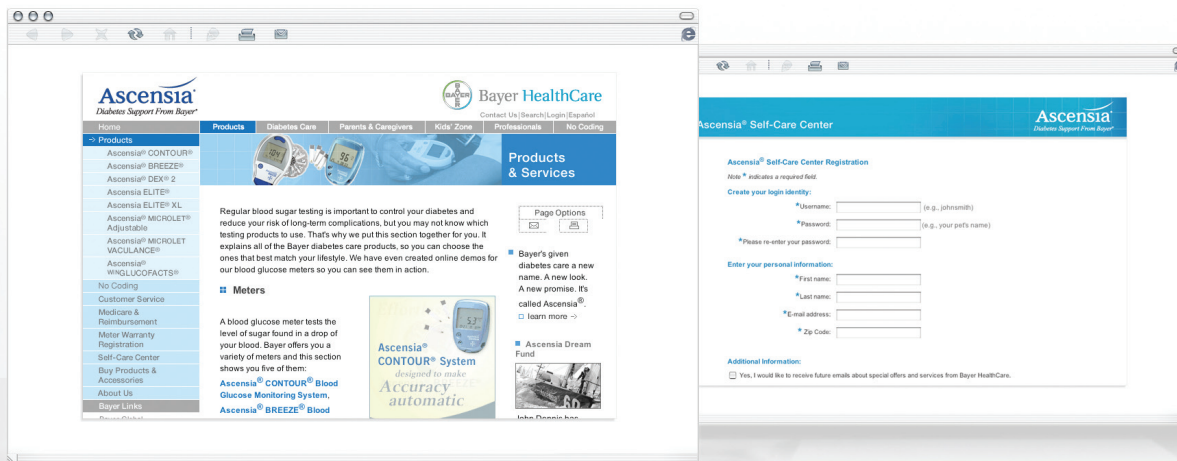 Ascensia®
Diabetes Support From Bayer®
BAYER
Bayer HealthCare
Contact Us|Search|Login|Español
Home
Products
Diabetes Care
Parents & Caregivers
Kids' Zone
Professionals
No Coding
Products
Ascensia® CONTOUR®
Ascensia® BREEZE®
Ascensia® DEX® 2
Ascensia ELITE®
Ascensia ELITE® XL
Ascensia® MICROLET®
Adjustable
Ascensia® MICROLET
VACULANCE®
Ascensia®
WINGLUCOFACTS®
No Coding
Customer Service
Medicare &
Reimbursement
Meter Warranty
Registration
Self-Care Center
Buy Products &
Accessories
About Us
Bayer Links
Products
& Services
Regular blood sugar testing is important to control your diabetes and
reduce your risk of long-term complications, but you may not know which
testing products to use. That's why we put this section together for you. It
explains all of the Bayer diabetes care products, so you can choose the
ones that best match your lifestyle. We have even created online demos for
our blood glucose meters so you can see them in action.
Meters
A blood glucose meter tests the
level of sugar found in a drop of
your blood. Bayer offers you a
variety of meters and this section
shows you five of them:
Ascensia® CONTOUR® Blood
Glucose Monitoring System,
Ascensia® BREEZE® Blood
Ascensia®
CONTOUR® System
designed to make
Accuracy
automatic
Page Options
Bayer's given
diabetes care a new
name. A new look.
A new promise. It's
called Ascensia®.
learn more ->
Ascensia Dream
Fund
John Dennis has
Ascensia® Self-Care Center
Ascensia®
Diabetes Support From Bayer®
Ascensia® Self-Care Center Registration
Note * indicates a required field.
Create your login identity:
*Username: (e.g., johnsmith)
*Password: (e.g., your pet's name)
*Please re-enter your password:
Enter your personal information:
*First name:
*Last name:
*E-mail address:
* Zip Code:
Additional Information:
Yes, I would like to receive future emails about special offers and services from Bayer HealthCare.